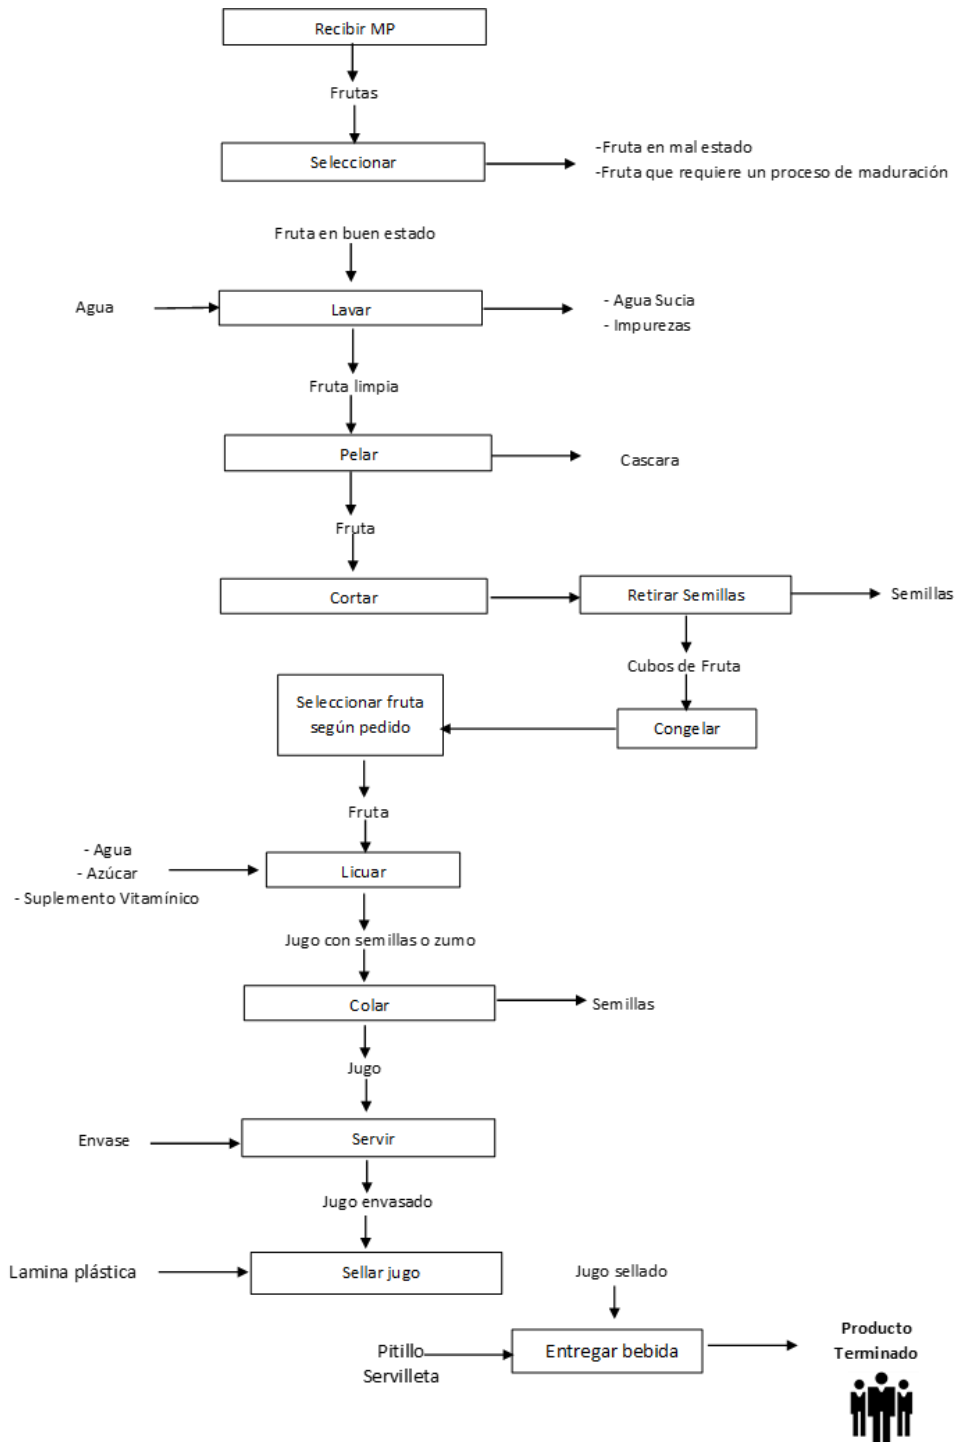 Recibir MP
Frutas
Seleccionar
-Fruta en mal estado
-Fruta que requiere un proceso de maduración
Fruta en buen estado
Agua
Lavar
- Agua Sucia
- Impurezas
Fruta limpia
Pelar
Cascara
Fruta
Cortar
Retirar Semillas
Semillas
Cubos de Fruta
Seleccionar fruta
según pedido
Congelar
Fruta
- Agua
- Azúcar
- Suplemento Vitamínico
Licuar
Jugo con semillas o zumo
Colar
Semillas
Jugo
Envase
Servir
Jugo envasado
Lamina plástica
Sellar jugo
Jugo sellado
Pitillo
Servilleta
Entregar bebida
Producto
Terminado